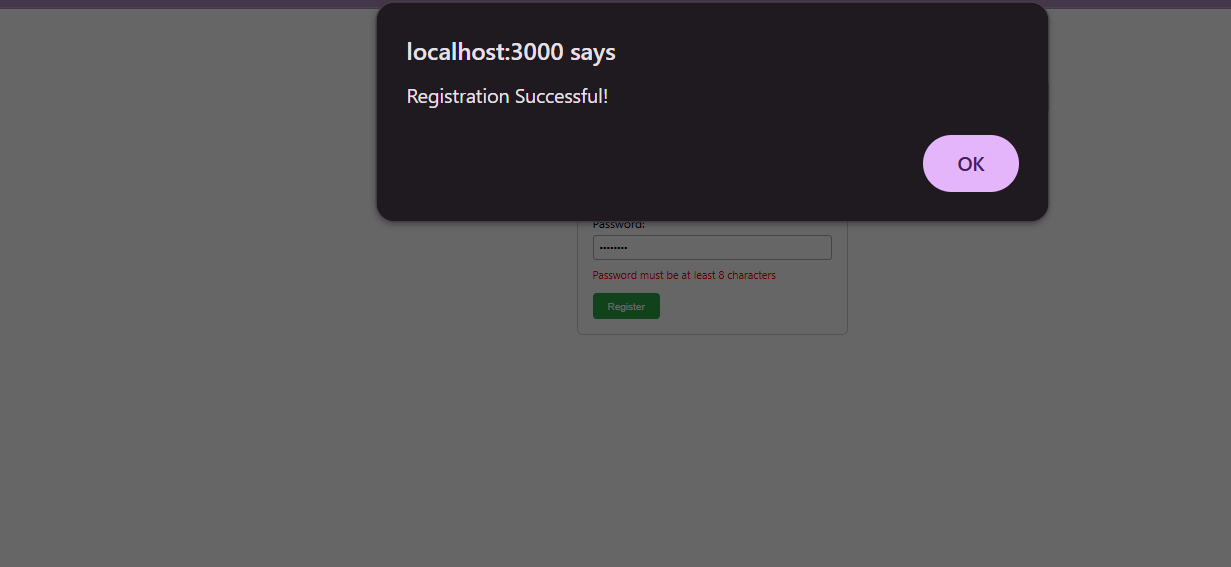 localhost:3000 says
Registration Successful!
OK
Password:
••••••••
Password must be at least 8 characters
Register